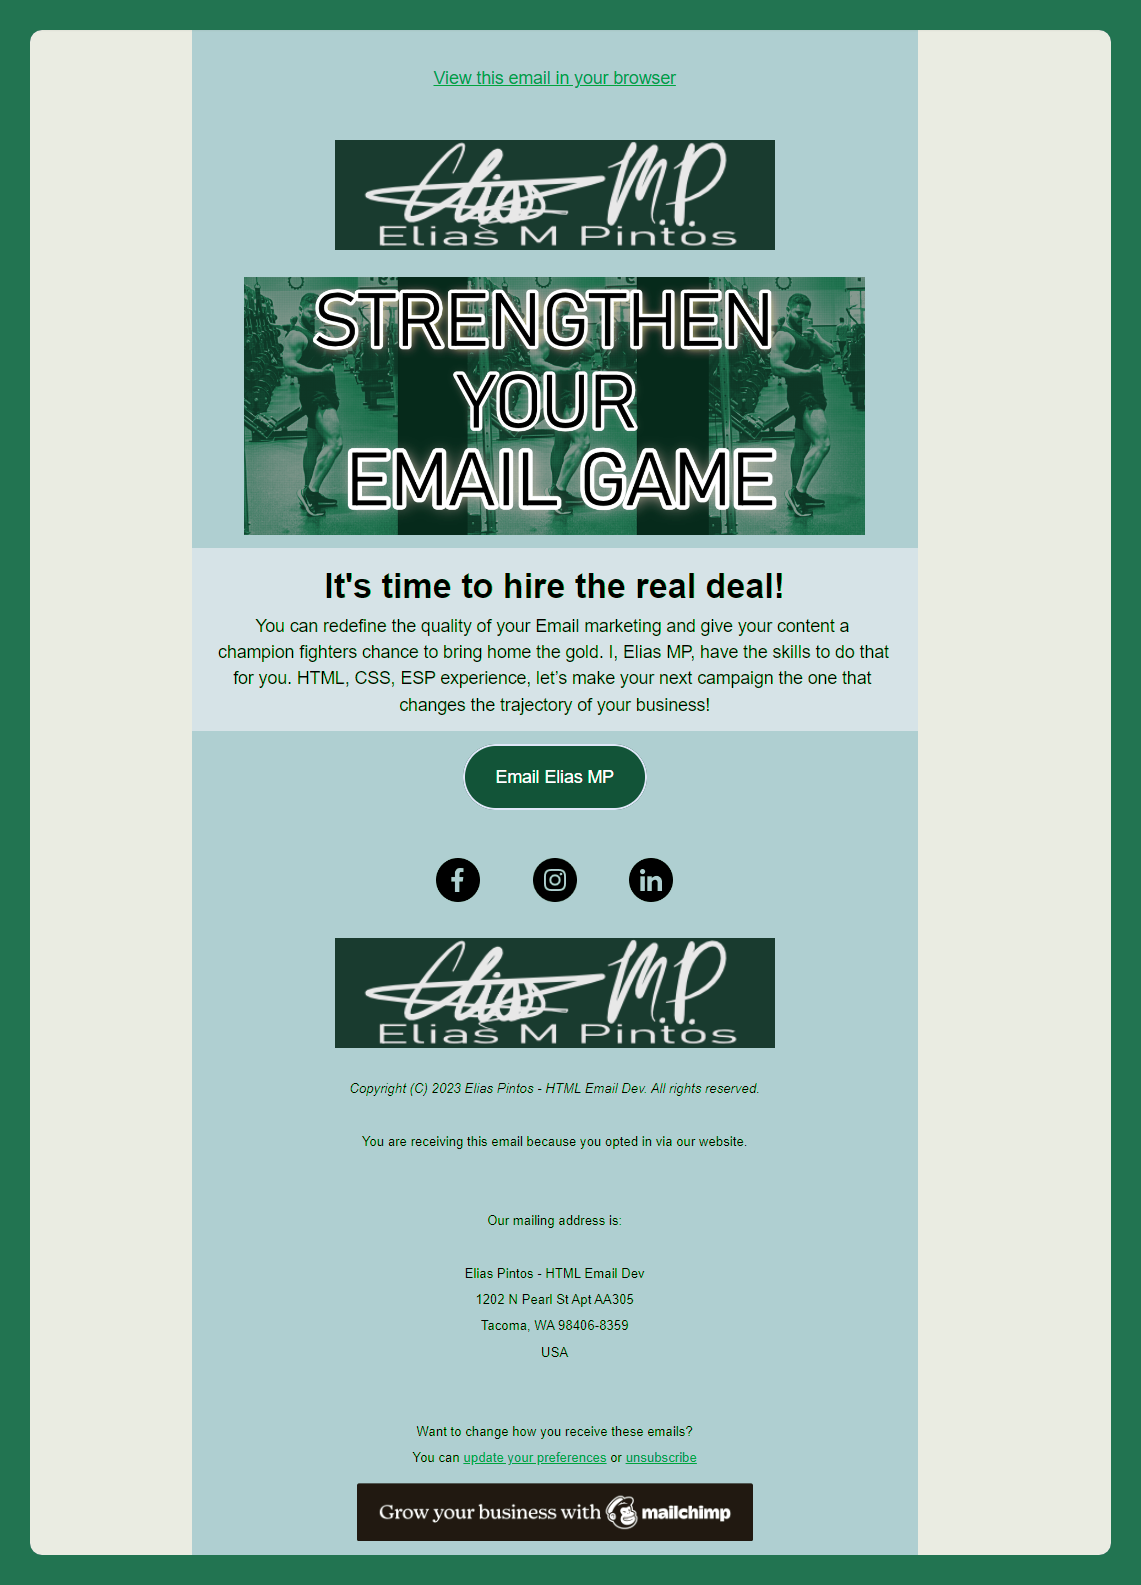 View this email in your browser
Elias M.P.
Elias M Pintos
STRENGTHEN
YOUR
EMAIL GAME
It's time to hire the real deal!
You can redefine the quality of your Email marketing and give your content a
champion fighters chance to bring home the gold. I, Elias MP, have the skills to do that
for you. HTML, CSS, ESP experience, let’s make your next campaign the one that
changes the trajectory of your business!
Email Elias MP
Elias M.P.
Elias M Pintos
Copyright (C) 2023 Elias Pintos - HTML Email Dev. All rights reserved.
You are receiving this email because you opted in via our website.
Our mailing address is:
Elias Pintos - HTML Email Dev
1202 N Pearl St Apt AA305
Tacoma, WA 98406-8359
USA
Want to change how you receive these emails?
You can update your preferences or unsubscribe
Grow your business with mailchimp